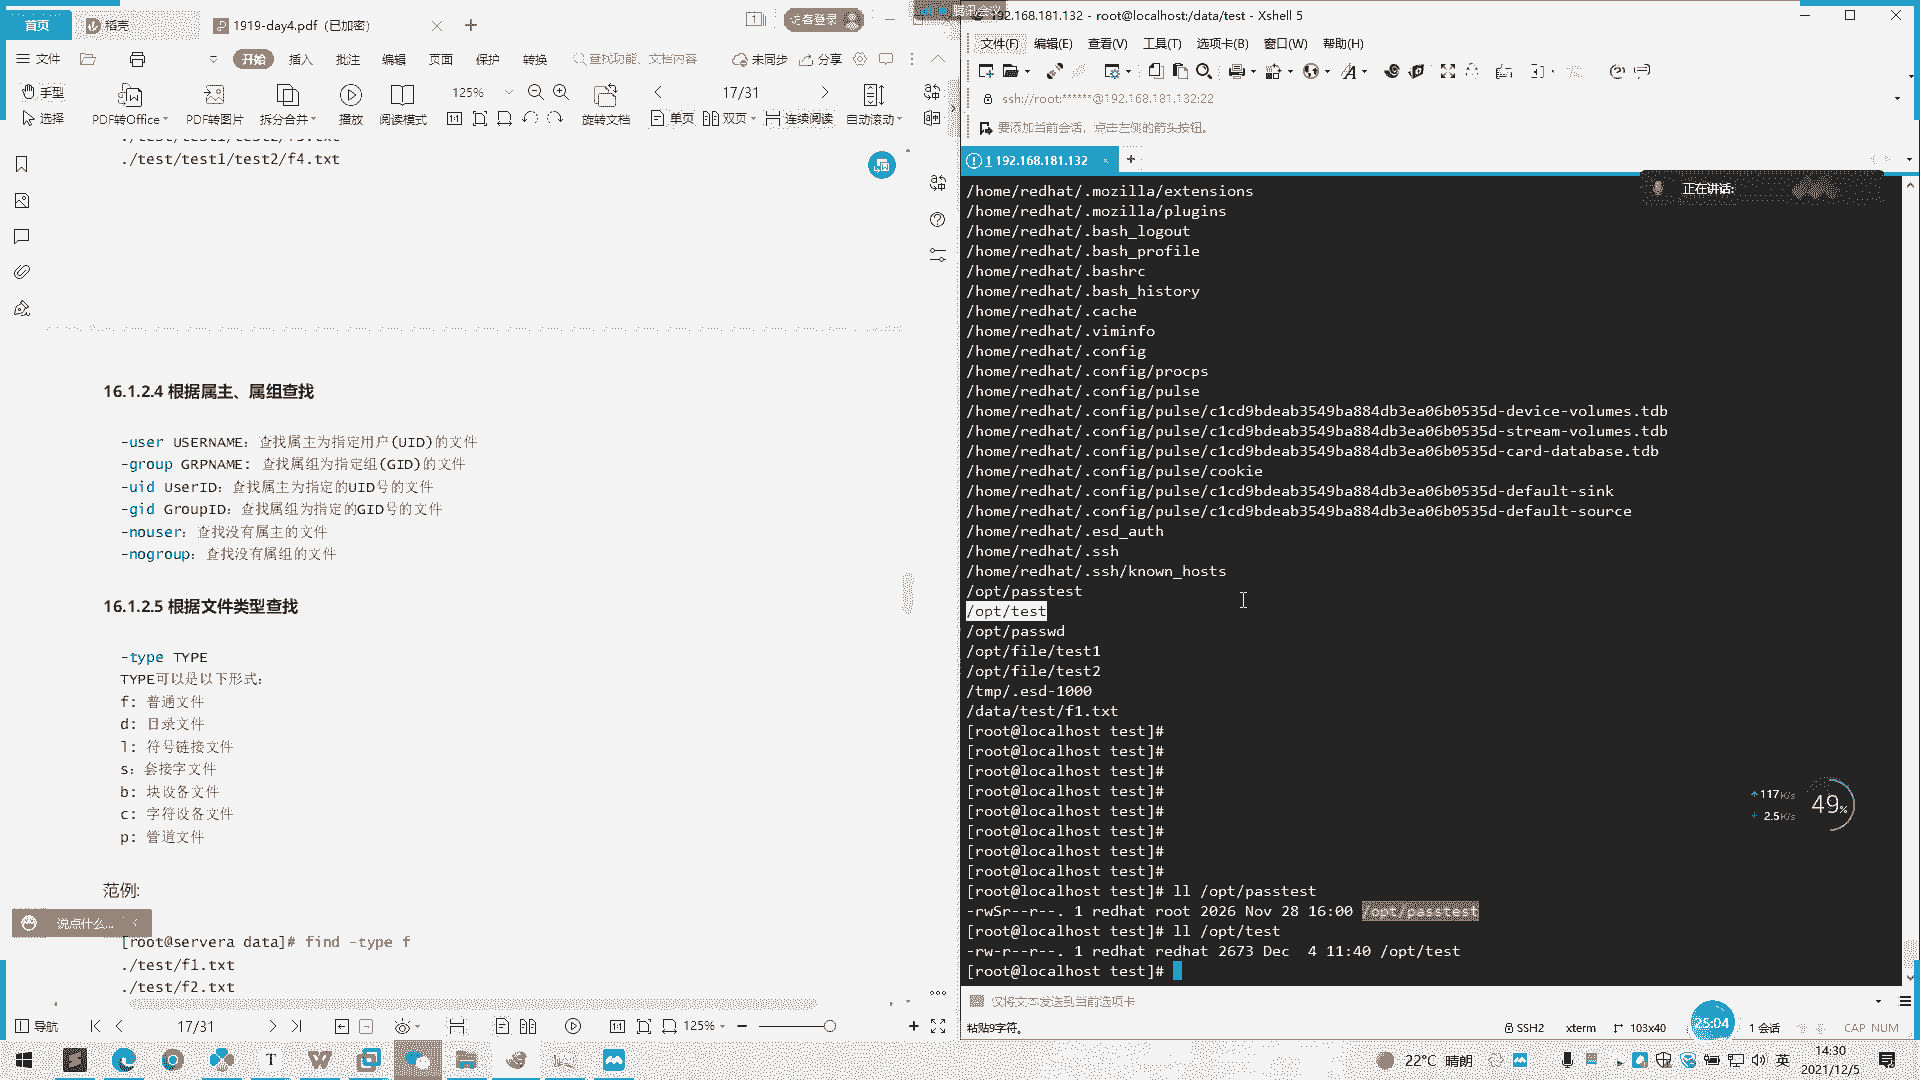 首页
稻壳
1919-day4.pdf (已加密)
访客登录
腾讯会议
文件
开始
插入
批注
编辑
页面
保护
转换
查找功能、文档内容
未同步
分享
手型
选择
PDF转Office
PDF转图片
拆分合并
播放
阅读模式
125%
旋转文档
17/31
单页
双页
连续阅读
自动滚动
./test/test1/test2/f3.txt
./test/test1/test2/f4.txt
16.1.2.4 根据属主、属组查找
-user USERNAME：查找属主为指定用户(UID)的文件
-group GRPNAME: 查找属组为指定组(GID)的文件
-uid UserID：查找属主为指定的UID号的文件
-gid GroupID：查找属组为指定的GID号的文件
-nouser：查找没有属主的文件
-nogroup：查找没有属组的文件
16.1.2.5 根据文件类型查找
-type TYPE
TYPE可以是以下形式：
f: 普通文件
d: 目录文件
l: 符号链接文件
s：套接字文件
b: 块设备文件
c: 字符设备文件
p: 管道文件
范例:
说点什么...
[root@servera data]# find -type f
./test/f1.txt
./test/f2.txt
导航
17/31
125%
192.168.181.132 - root@localhost:/data/test - Xshell 5
文件(F) 编辑(E) 查看(V) 工具(T) 选项卡(B) 窗口(W) 帮助(H)
ssh://root:******@192.168.181.132:22
要添加当前会话，点击左侧的箭头按钮。
1 192.168.181.132
正在讲话:
/home/redhat/.mozilla/extensions
/home/redhat/.mozilla/plugins
/home/redhat/.bash_logout
/home/redhat/.bash_profile
/home/redhat/.bashrc
/home/redhat/.bash_history
/home/redhat/.cache
/home/redhat/.viminfo
/home/redhat/.config
/home/redhat/.config/procps
/home/redhat/.config/pulse
/home/redhat/.config/pulse/c1cd9bdeab3549ba884db3ea06b0535d-device-volumes.tdb
/home/redhat/.config/pulse/c1cd9bdeab3549ba884db3ea06b0535d-stream-volumes.tdb
/home/redhat/.config/pulse/c1cd9bdeab3549ba884db3ea06b0535d-card-database.tdb
/home/redhat/.config/pulse/cookie
/home/redhat/.config/pulse/c1cd9bdeab3549ba884db3ea06b0535d-default-sink
/home/redhat/.config/pulse/c1cd9bdeab3549ba884db3ea06b0535d-default-source
/home/redhat/.esd_auth
/home/redhat/.ssh
/home/redhat/.ssh/known_hosts
/opt/passtest
/opt/test
/opt/passwd
/opt/file/test1
/opt/file/test2
/tmp/.esd-1000
/data/test/f1.txt
[root@localhost test]#
[root@localhost test]#
[root@localhost test]#
[root@localhost test]#
[root@localhost test]#
[root@localhost test]#
[root@localhost test]#
[root@localhost test]#
[root@localhost test]# ll /opt/passtest
-rwSr--r--. 1 redhat root 2026 Nov 28 16:00 /opt/passtest
[root@localhost test]# ll /opt/test
-rw-r--r--. 1 redhat redhat 2673 Dec  4 11:40 /opt/test
[root@localhost test]#
117K/s
2.5K/s
49%
仅将文本发送到当前选项卡
粘贴9字符。
SSH2
xterm
103x40
25:04
1 会话
CAP NUM
22°C 晴朗
英
14:30
2021/12/5